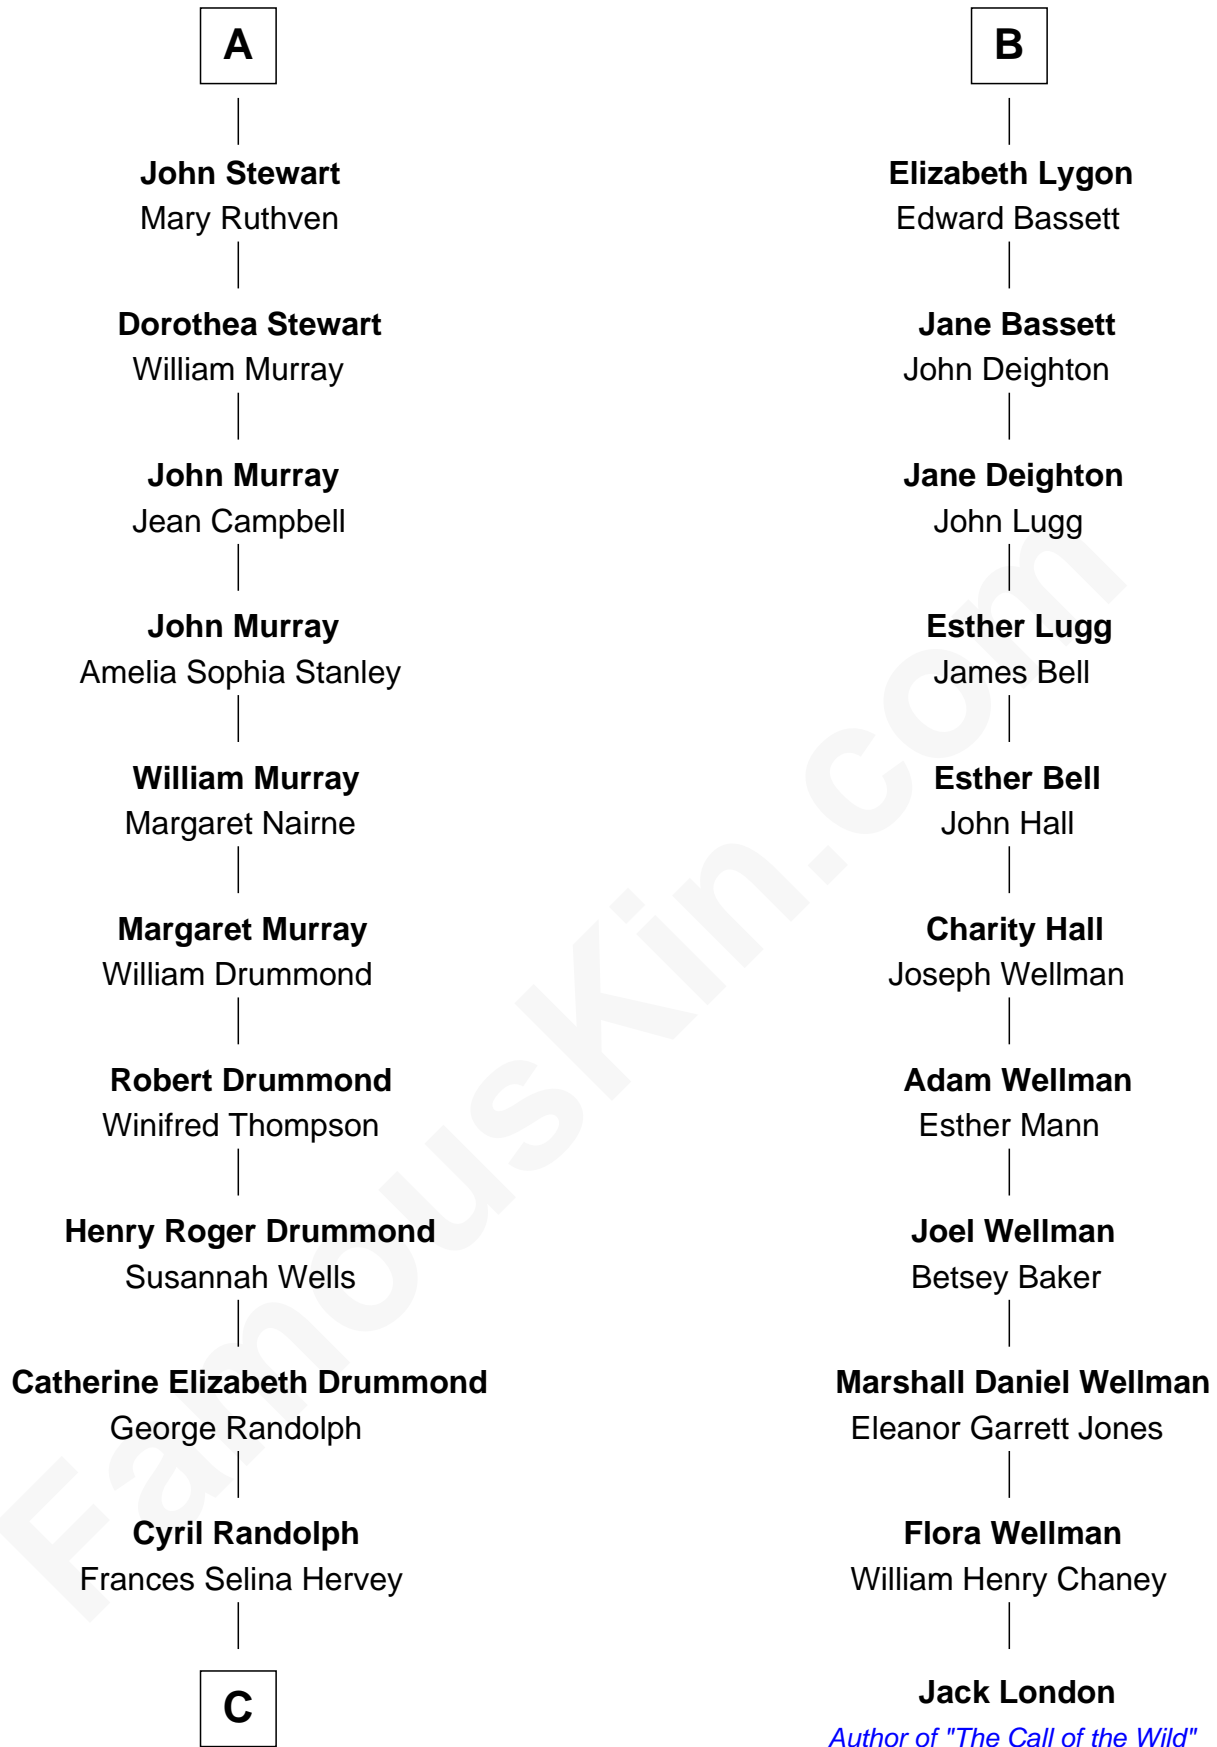 A
John Stewart
Mary Ruthven
Dorothea Stewart
William Murray
John Murray
Jean Campbell
John Murray
Amelia Sophia Stanley
William Murray
Margaret Nairne
Margaret Murray
William Drummond
Robert Drummond
Winifred Thompson
Henry Roger Drummond
Susannah Wells
Catherine Elizabeth Drummond
George Randolph
Cyril Randolph
Frances Selina Hervey
C
B
Elizabeth Lygon
Edward Bassett
Jane Bassett
John Deighton
Jane Deighton
John Lugg
Esther Lugg
James Bell
Esther Bell
John Hall
Charity Hall
Joseph Wellman
Adam Wellman
Esther Mann
Joel Wellman
Betsey Baker
Marshall Daniel Wellman
Eleanor Garrett Jones
Flora Wellman
William Henry Chaney
Jack London
Author of "The Call of the Wild"
FamousKin.com